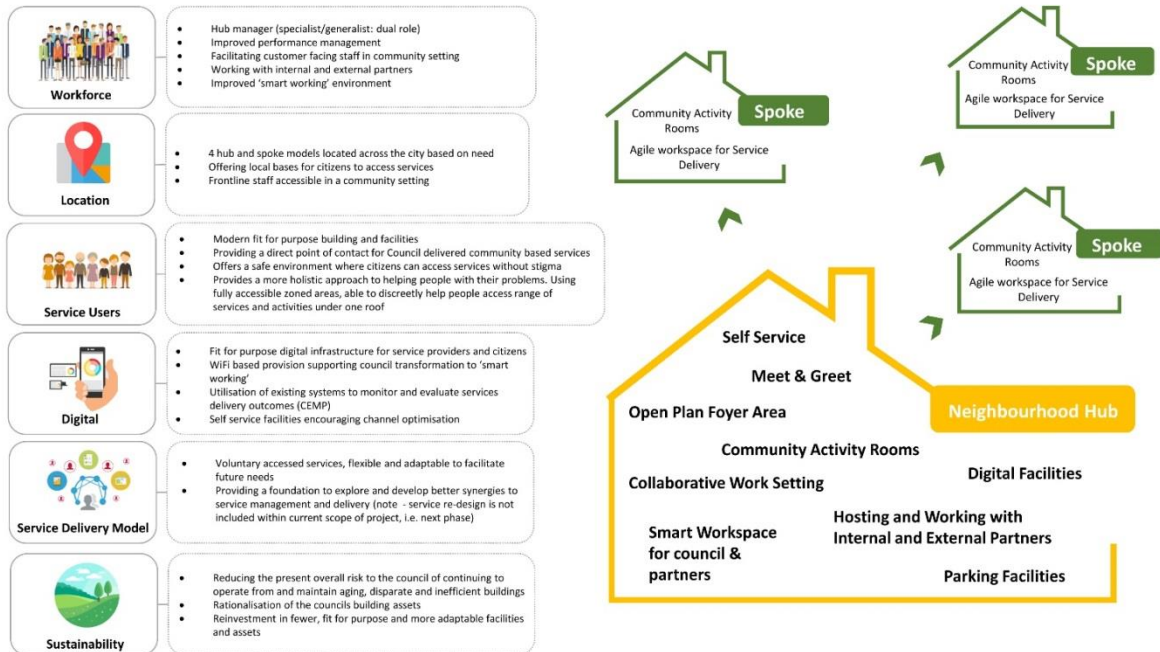 Workforce
• Hub manager (specialist/generalist: dual role)
• Improved performance management
• Facilitating customer facing staff in community setting
• Working with internal and external partners
• Improved ‘smart working’ environment
Location
• 4 hub and spoke models located across the city based on need
• Offering local bases for citizens to access services
• Frontline staff accessible in a community setting
Service Users
• Modern fit for purpose building and facilities
• Providing a direct point of contact for Council delivered community based services
• Offers a safe environment where citizens can access services without stigma
• Provides a more holistic approach to helping people with their problems. Using
fully accessible zoned areas, able to discreetly help people access range of
services and activities under one roof
Digital
• Fit for purpose digital infrastructure for service providers and citizens
• WiFi based provision supporting council transformation to ‘smart
working’
• Utilisation of existing systems to monitor and evaluate services
delivery outcomes (CEMP)
• Self service facilities encouraging channel optimisation
Service Delivery Model
• Voluntary accessed services, flexible and adaptable to facilitate
future needs
• Providing a foundation to explore and develop better synergies to
service management and delivery (note - service re-design is not
included within current scope of project, i.e. next phase)
Sustainability
• Reducing the present overall risk to the council of continuing to
operate from and maintain aging, disparate and inefficient buildings
• Rationalisation of the councils building assets
• Reinvestment in fewer, fit for purpose and more adaptable facilities
and assets
Community Activity
Rooms
Spoke
Agile workspace for Service
Delivery
Community Activity
Rooms
Spoke
Agile workspace for Service
Delivery
Community Activity
Rooms
Spoke
Agile workspace for Service
Delivery
Self Service
Meet & Greet
Open Plan Foyer Area
Neighbourhood Hub
Community Activity Rooms
Digital Facilities
Collaborative Work Setting
Hosting and Working with
Internal and External Partners
Smart Workspace
for council &
partners
Parking Facilities